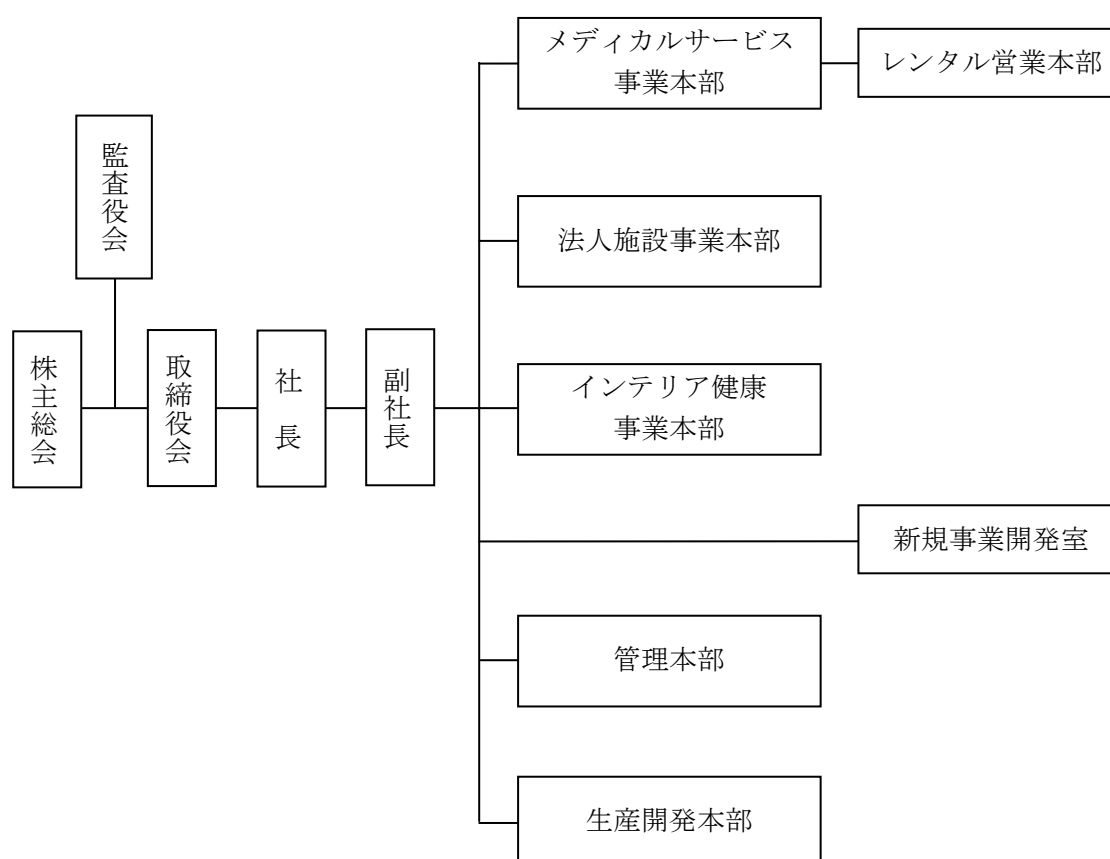 メディカルサービス
事業本部
レンタル営業本部
監査役会
法人施設事業本部
株主総会
取締役会
社長
副社長
インテリア健康
事業本部
新規事業開発室
管理本部
生産開発本部